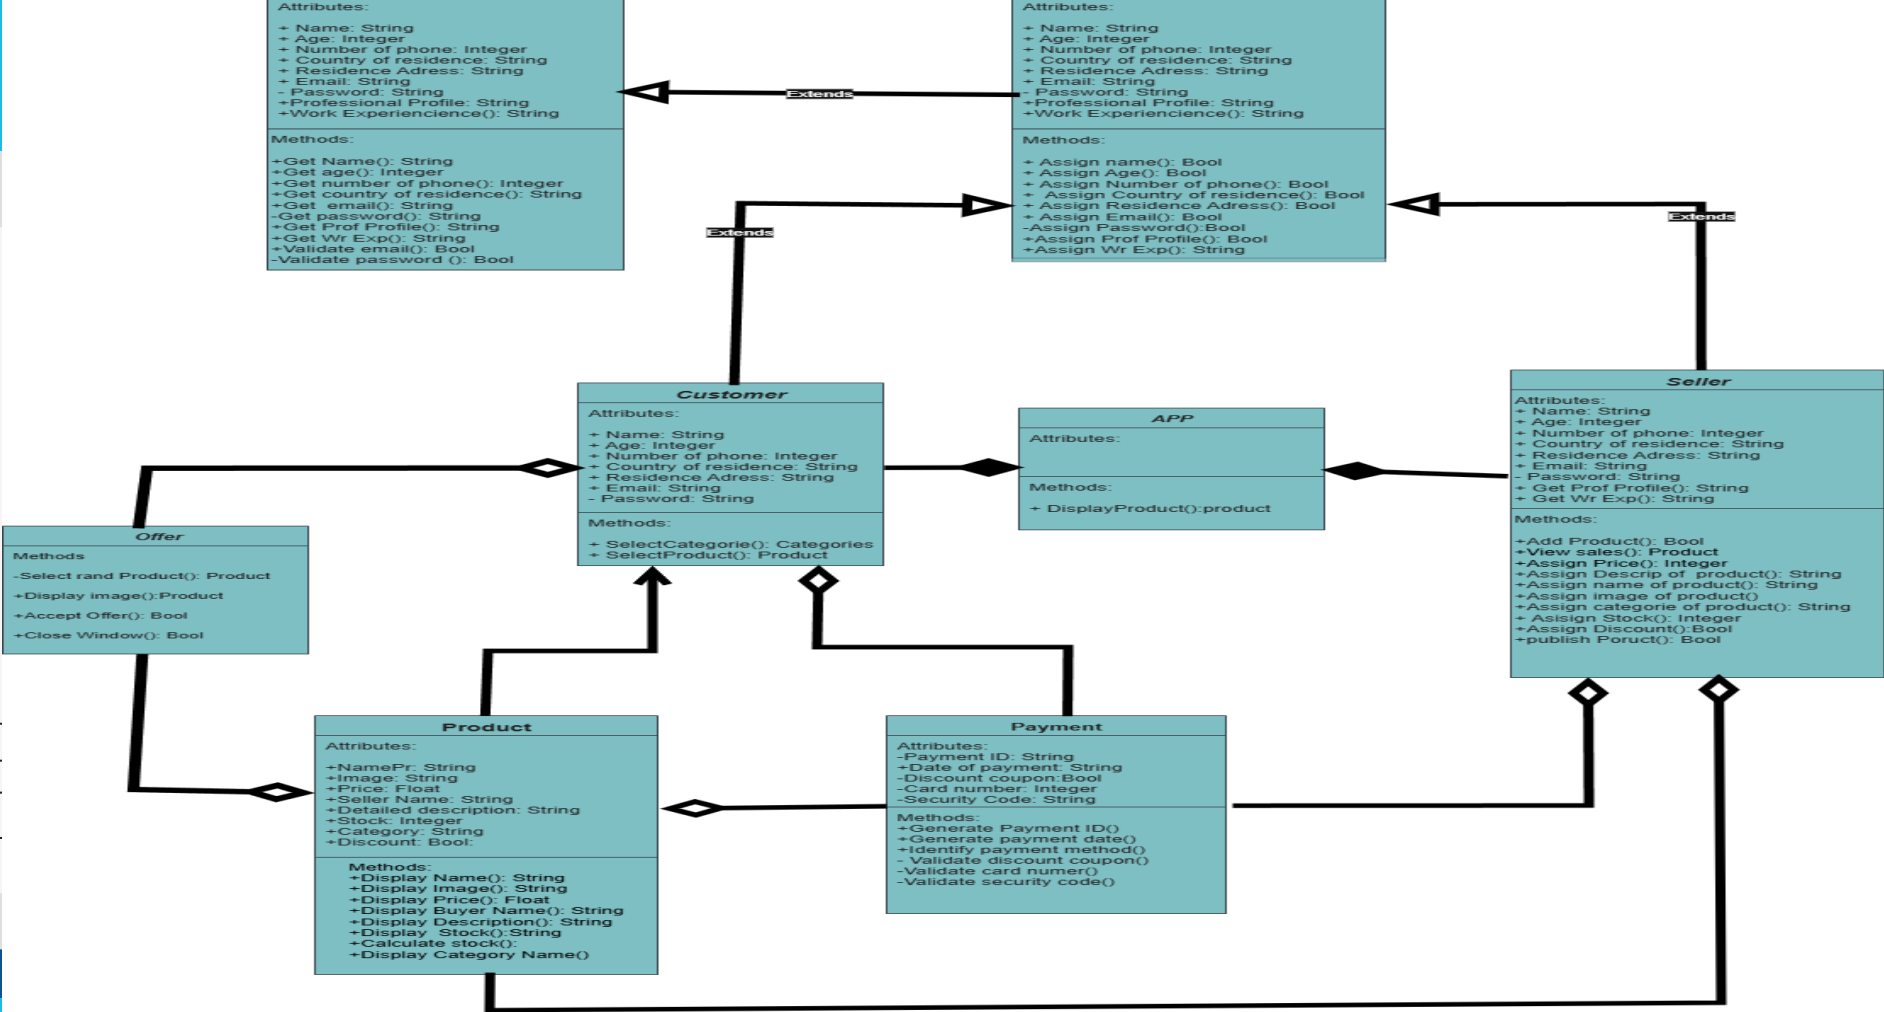 Attributes:
+ Name: String
+ Age: Integer
+ Number of phone: Integer
+ Country of residence: String
+ Residence Adress: String
+ Email: String
- Password: String
+Professional Profile: String
+Work Experiencience(): String
Methods:
+Get Name(): String
+Get age(): Integer
+Get number of phone(): Integer
+Get country of residence(): String
+Get  email(): String
-Get password(): String
+Get Prof Profile(): String
+Get Wr Exp(): String
+Validate email(): Bool
-Validate password (): Bool
Extends
Attributes:
+ Name: String
+ Age: Integer
+ Number of phone: Integer
+ Country of residence: String
+ Residence Adress: String
+ Email: String
- Password: String
+Professional Profile: String
+Work Experiencience(): String
Methods:
+ Assign name(): Bool
+ Assign Age(): Bool
+ Assign Number of phone(): Bool
+  Assign Country of residence(): Bool
+ Assign Residence Adress(): Bool
+ Assign Email(): Bool
-Assign Password():Bool
+Assign Prof Profile(): Bool
+Assign Wr Exp(): String
Extends
Extends
Customer
Attributes:
+ Name: String
+ Age: Integer
+ Number of phone: Integer
+ Country of residence: String
+ Residence Adress: String
+ Email: String
- Password: String
Methods:
+ SelectCategorie(): Categories
+ SelectProduct(): Product
APP
Attributes:
Methods:
+ DisplayProduct():product
Seller
Attributes:
+ Name: String
+ Age: Integer
+ Number of phone: Integer
+ Country of residence: String
+ Residence Adress: String
+ Email: String
- Password: String
+ Get Prof Profile(): String
+ Get Wr Exp(): String
Methods:
+Add Product(): Bool
+View sales(): Product
+Assign Price(): Integer
+Assign Descrip of  product(): String
+Assign name of product(): String
+Assign image of product()
+Assign categorie of product(): String
+ Asisign Stock(): Integer
+Assign Discount():Bool
+publish Poruct(): Bool
Offer
Methods
-Select rand Product(): Product
+Display image():Product
+Accept Offer(): Bool
+Close Window(): Bool
Product
Attributes:
+NamePr: String
+Image: String
+Price: Float
+Seller Name: String
+Detailed description: String
+Stock: Integer
+Category: String
+Discount: Bool:
Methods:
+Display Name(): String
+Display Image(): String
+Display Price(): Float
+Display Buyer Name(): String
+Display Description(): String
+Display  Stock():String
+Calculate stock():
+Display Category Name()
Payment
Attributes:
-Payment ID: String
+Date of payment: String
-Discount coupon:Bool
-Card number: Integer
-Security Code: String
Methods:
+Generate Payment ID()
+Generate payment date()
+Identify payment method()
- Validate discount coupon()
-Validate card numer()
-Validate security code()